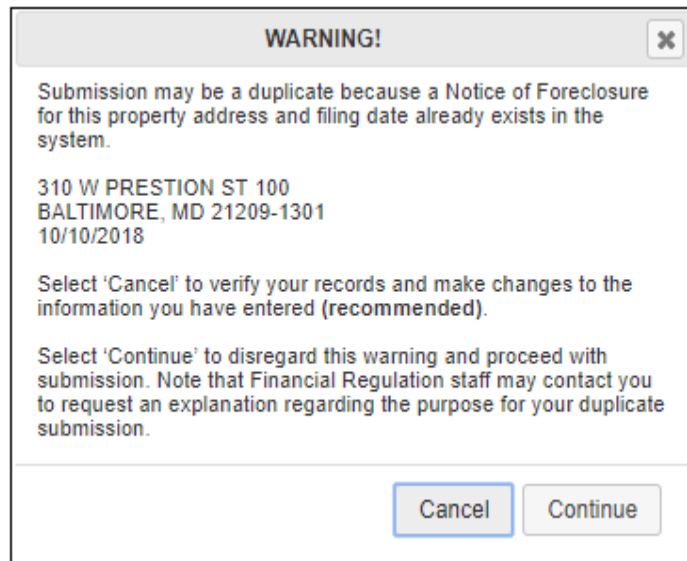 WARNING!
Submission may be a duplicate because a Notice of Foreclosure
for this property address and filing date already exists in the
system.
310 W PRESTION ST 100
BALTIMORE, MD 21209-1301
10/10/2018
Select ‘Cancel’ to verify your records and make changes to the
information you have entered (recommended).
Select ‘Continue’ to disregard this warning and proceed with
submission. Note that Financial Regulation staff may contact you
to request an explanation regarding the purpose for your duplicate
submission.
Cancel Continue